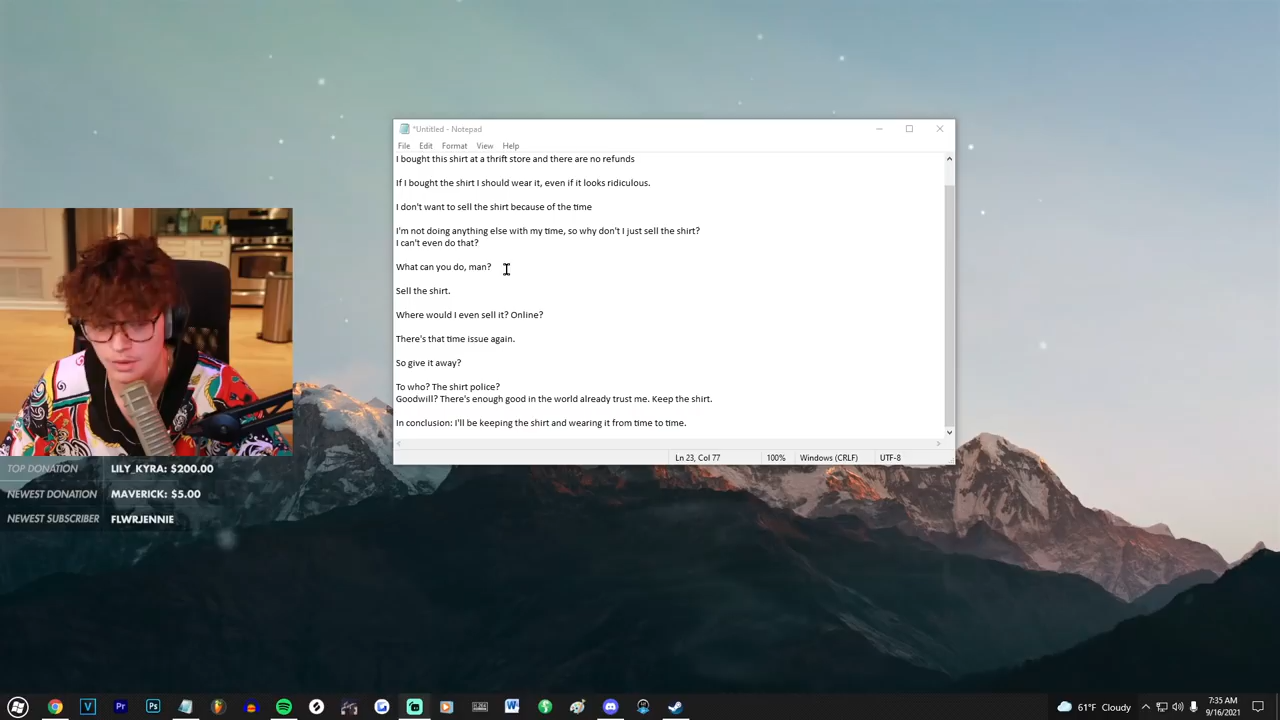 *Untitled - Notepad
File Edit Format View Help
I bought this shirt at a thrift store and there are no refunds
If I bought the shirt I should wear it, even if it looks ridiculous.
I don't want to sell the shirt because of the time
I'm not doing anything else with my time, so why don't I just sell the shirt?
I can't even do that?
What can you do, man?
Sell the shirt.
Where would I even sell it? Online?
There's that time issue again.
So give it away?
To who? The shirt police?
Goodwill? There's enough good in the world already trust me. Keep the shirt.
In conclusion: I'll be keeping the shirt and wearing it from time to time.
Ln 23, Col 77 100% Windows (CRLF) UTF-8
TOP DONATION LILY_KYRA: $200.00
NEWEST DONATION MAVERICK: $5.00
NEWEST SUBSCRIBER FLWRJENNIE
V Pr Ps W
61°F Cloudy
7:35 AM
9/16/2021